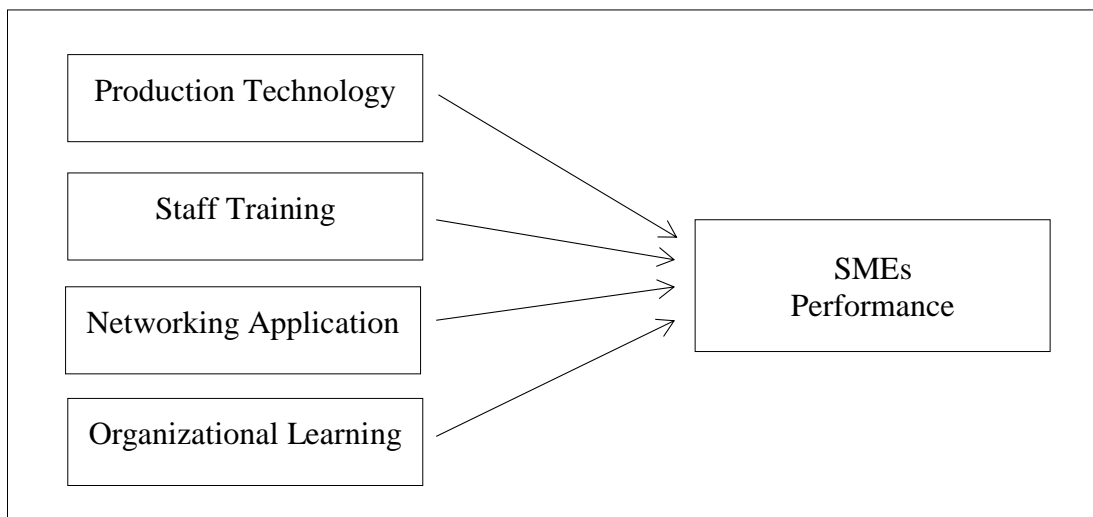 Production Technology
Staff Training
Networking Application
Organizational Learning
SMEs
Performance